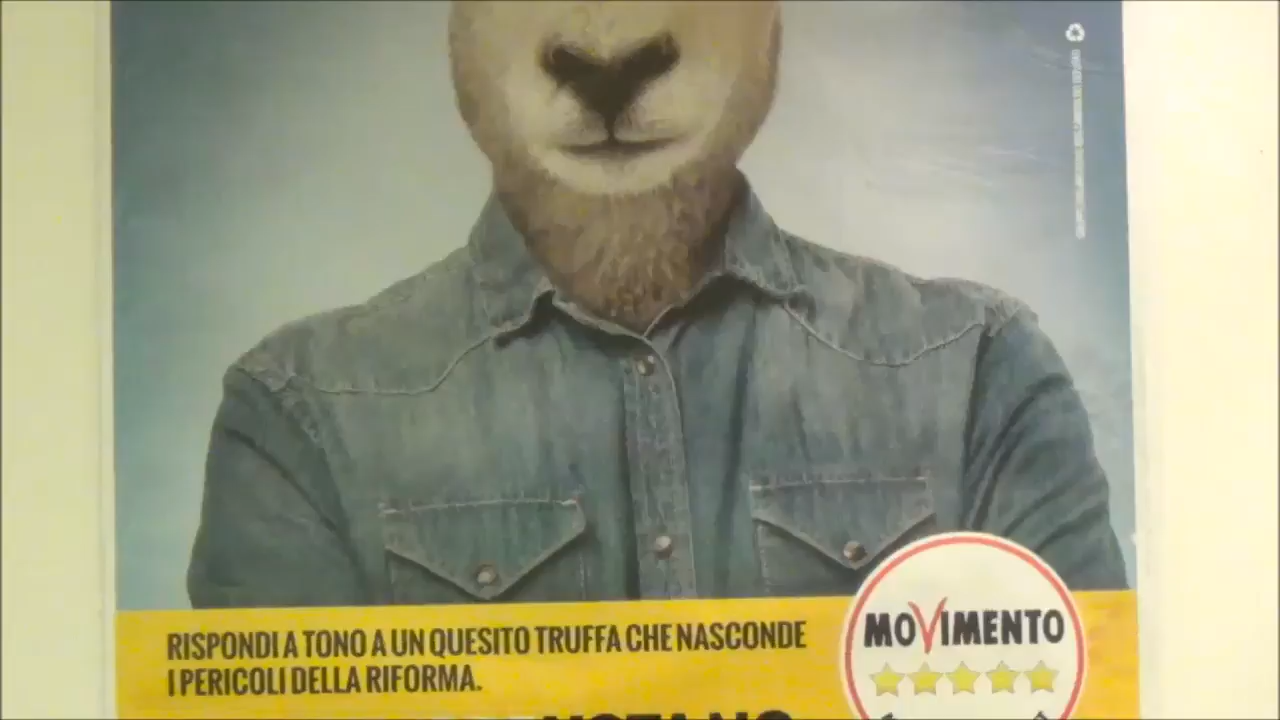 RISPONDI A TONO A UN QUESITO TRUFFA CHE NASCONDE
I PERICOLI DELLA RIFORMA.
MOVIMENTO